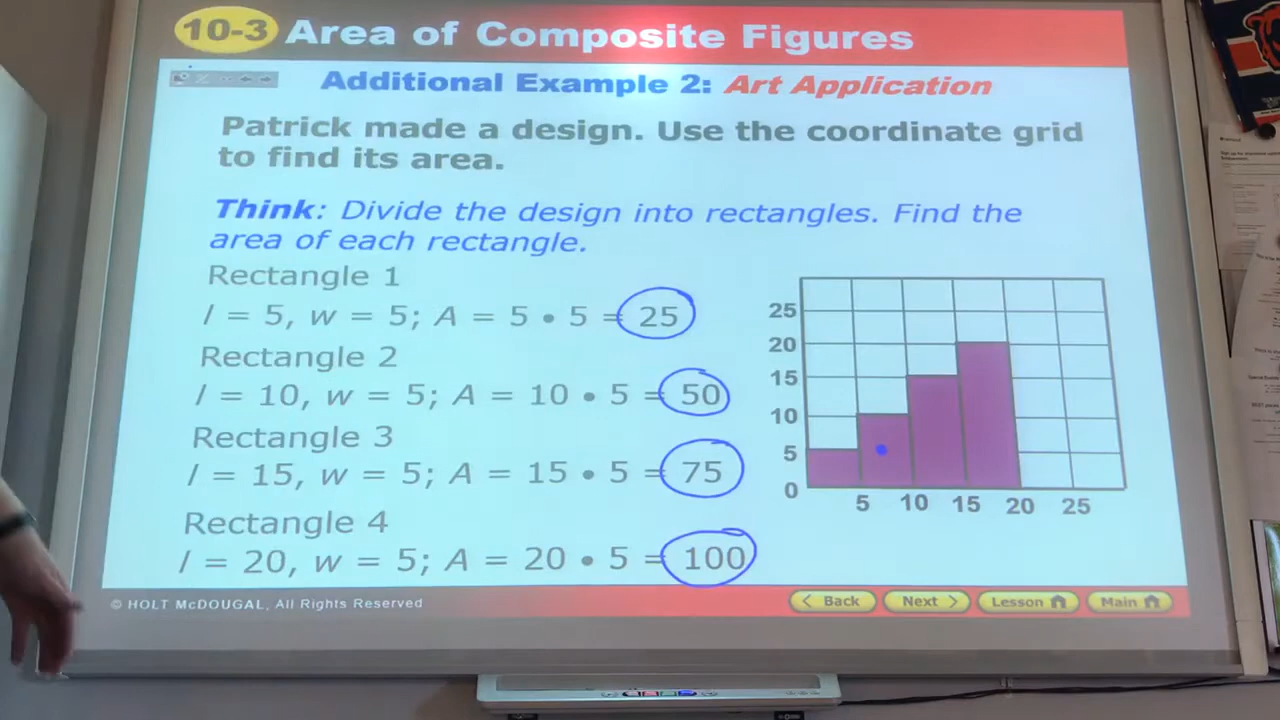 10-3 Area of Composite Figures
Additional Example 2: Art Application
Patrick made a design. Use the coordinate grid
to find its area.
Think: Divide the design into rectangles. Find the
area of each rectangle.
Rectangle 1
l = 5, w = 5; A = 5 • 5 = 25
Rectangle 2
l = 10, w = 5; A = 10 • 5 = 50
Rectangle 3
l = 15, w = 5; A = 15 • 5 = 75
Rectangle 4
l = 20, w = 5; A = 20 • 5 = 100
25
20
15
10
5
0
5 10 15 20 25
© HOLT McDOUGAL, All Rights Reserved
< Back Next > Lesson Main